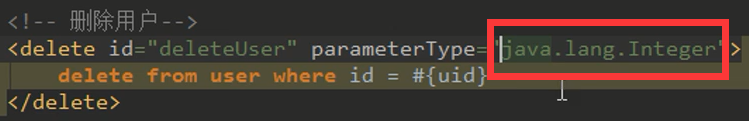 <!-- 删除用户-->
<delete id="deleteUser" parameterType="java.lang.Integer">
delete from user where id = #{uid}
</delete>